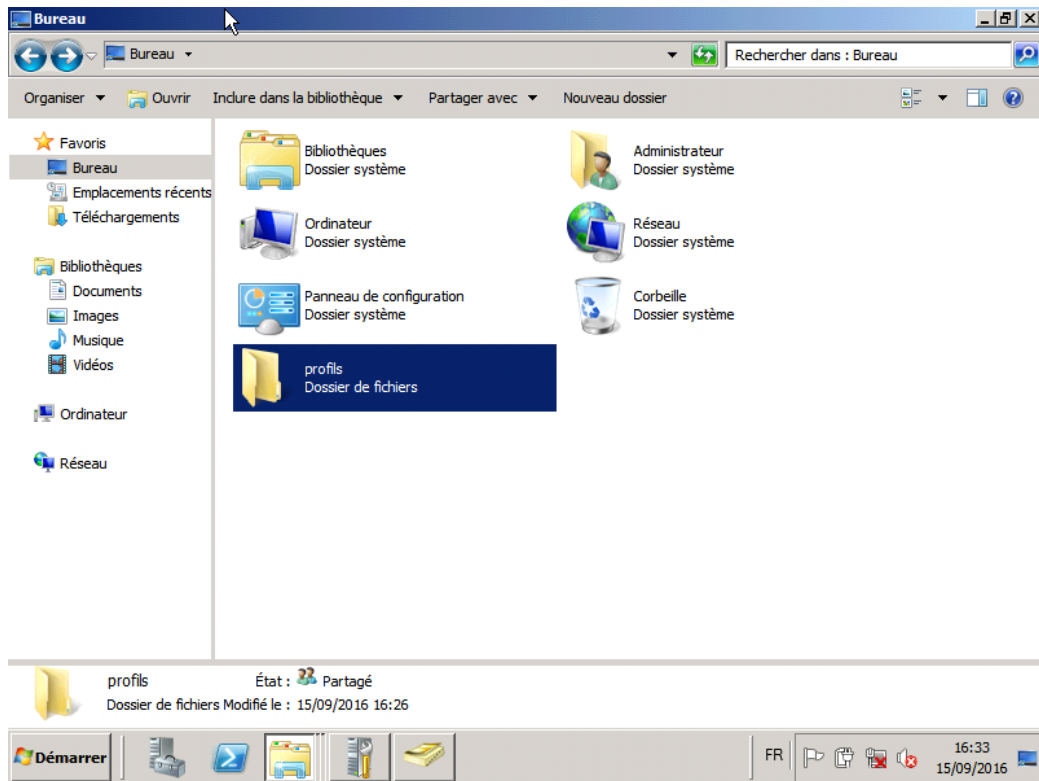 Bureau
Bureau
Rechercher dans : Bureau
Organiser
Ouvrir
Inclure dans la bibliothèque
Partager avec
Nouveau dossier
Favoris
Bureau
Emplacements récents
Téléchargements
Bibliothèques
Documents
Images
Musique
Vidéos
Ordinateur
Réseau
Bibliothèques
Dossier système
Administrateur
Dossier système
Ordinateur
Dossier système
Réseau
Dossier système
Panneau de configuration
Dossier système
Corbeille
Dossier système
profils
Dossier de fichiers
profils État : Partagé
Dossier de fichiers Modifié le : 15/09/2016 16:26
Démarrer
FR
16:33
15/09/2016